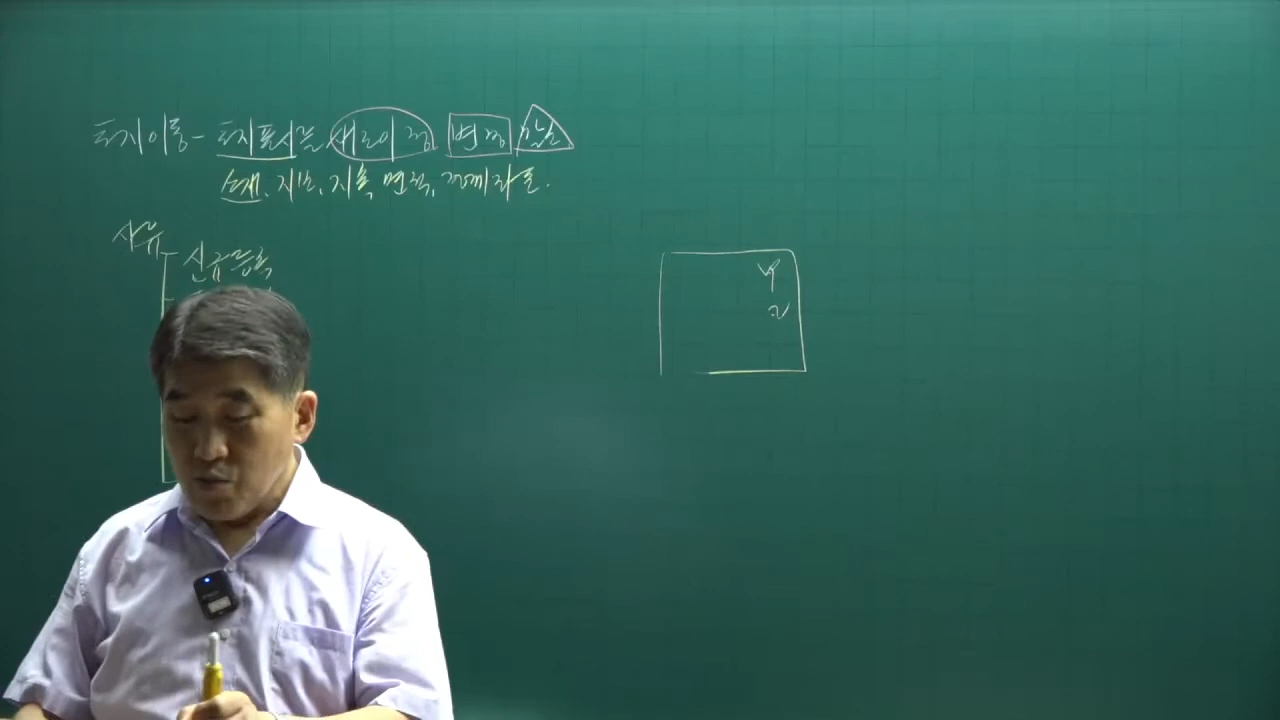 토지이동 - 토지표시를 새로이 정 변경 말소
소재, 지번, 지목, 면적, 경계좌표.
사유
신규등록